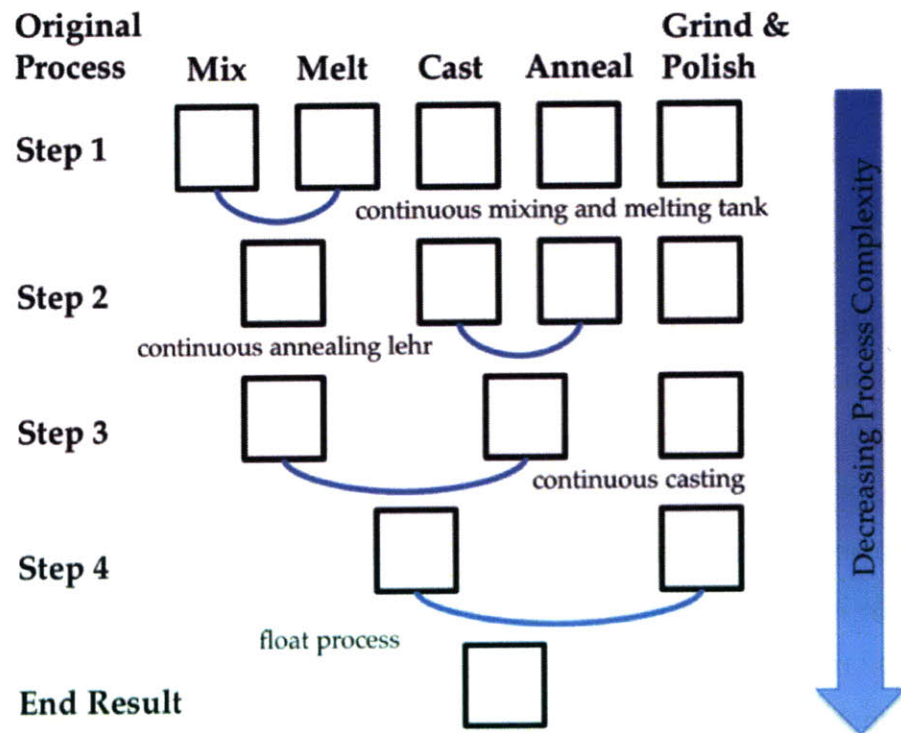 Original
Process
Mix
Melt
Cast
Anneal
Grind &
Polish
Step 1
continuous mixing and melting tank
Step 2
continuous annealing lehr
Step 3
continuous casting
Step 4
float process
End Result
Decreasing Process Complexity